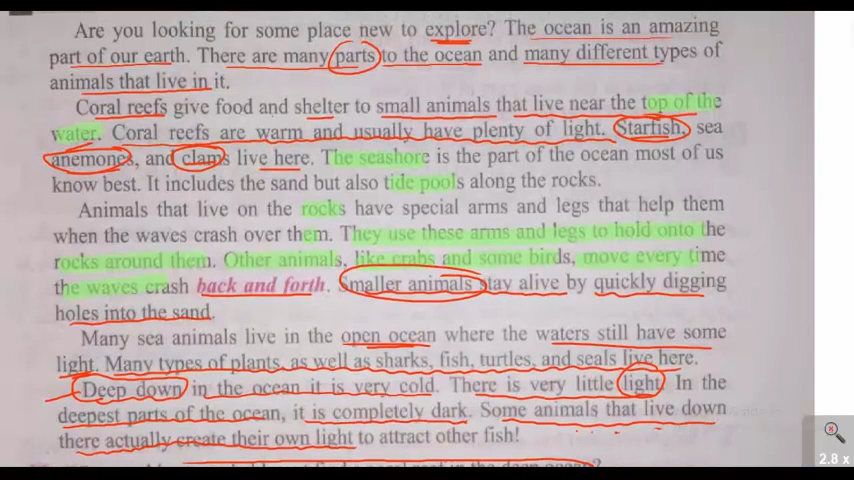 Are you looking for some place new to explore? The ocean is an amazing
part of our earth. There are many parts to the ocean and many different types of
animals that live in it.
Coral reefs give food and shelter to small animals that live near the top of the
water. Coral reefs are warm and usually have plenty of light. Starfish, sea
anemones, and clams live here. The seashore is the part of the ocean most of us
know best. It includes the sand but also tide pools along the rocks.
Animals that live on the rocks have special arms and legs that help them
when the waves crash over them. They use these arms and legs to hold onto the
rocks around them. Other animals, like crabs and some birds, move every time
the waves crash back and forth. Smaller animals stay alive by quickly digging
holes into the sand.
Many sea animals live in the open ocean where the waters still have some
light. Many types of plants, as well as sharks, fish, turtles, and seals live here.
Deep down in the ocean it is very cold. There is very little light. In the
deepest parts of the ocean, it is completely dark. Some animals that live down
there actually create their own light to attract other fish!
2.8 x